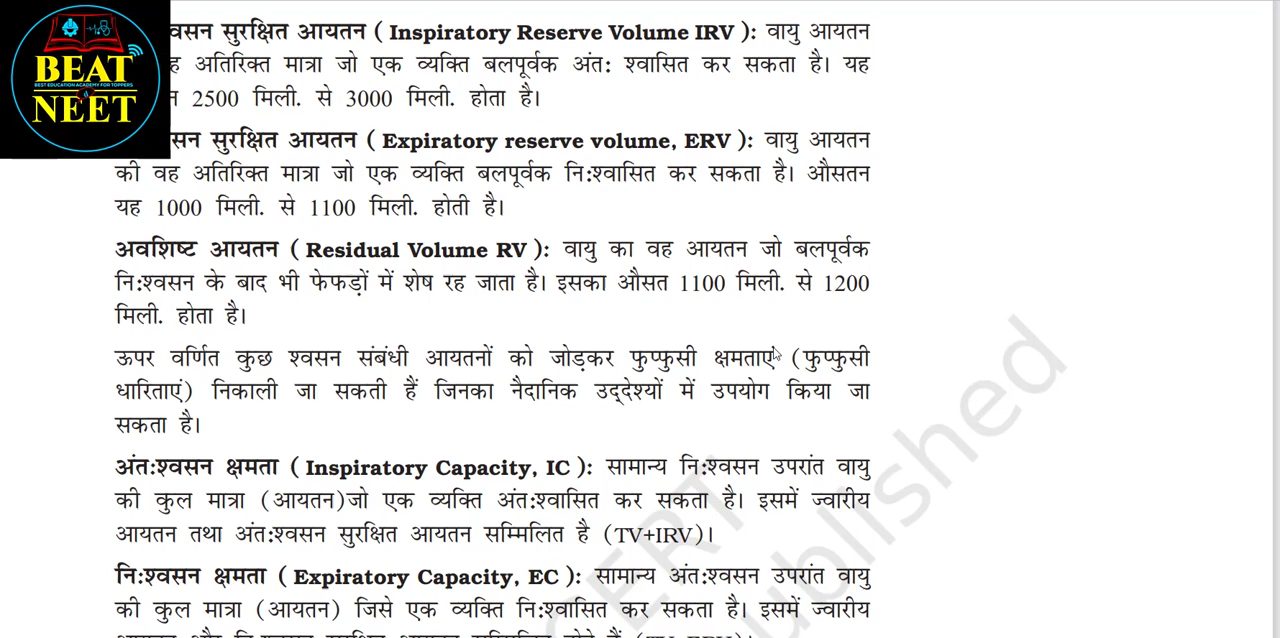 BEAT
BEST EDUCATION ACADEMY FOR TOPPERS
NEET
श्वसन सुरक्षित आयतन ( Inspiratory Reserve Volume IRV ): वायु आयतन
अतिरिक्त मात्रा जो एक व्यक्ति बलपूर्वक अंत: श्वासित कर सकता है। यह
2500 मिली. से 3000 मिली. होता है।
सुरक्षित आयतन ( Expiratory reserve volume, ERV ): वायु आयतन
की वह अतिरिक्त मात्रा जो एक व्यक्ति बलपूर्वक नि:श्वासित कर सकता है। औसतन
यह 1000 मिली. से 1100 मिली. होती है।
अवशिष्ट आयतन ( Residual Volume RV ): वायु का वह आयतन जो बलपूर्वक
नि:श्वसन के बाद भी फेफड़ों में शेष रह जाता है। इसका औसत 1100 मिली. से 1200
मिली. होता है।
ऊपर वर्णित कुछ श्वसन संबंधी आयतनों को जोड़कर फुप्फुसी क्षमताएं (फुप्फुसी
धारिताएं) निकाली जा सकती हैं जिनका नैदानिक उद्देश्यों में उपयोग किया जा
सकता है।
अंत:श्वसन क्षमता ( Inspiratory Capacity, IC ): सामान्य नि:श्वसन उपरांत वायु
की कुल मात्रा (आयतन)जो एक व्यक्ति अंत:श्वासित कर सकता है। इसमें ज्वारीय
आयतन तथा अंत:श्वसन सुरक्षित आयतन सम्मिलित है (TV+IRV)।
नि:श्वसन क्षमता ( Expiratory Capacity, EC ): सामान्य अंत:श्वसन उपरांत वायु
की कुल मात्रा (आयतन) जिसे एक व्यक्ति नि:श्वासित कर सकता है। इसमें ज्वारीय